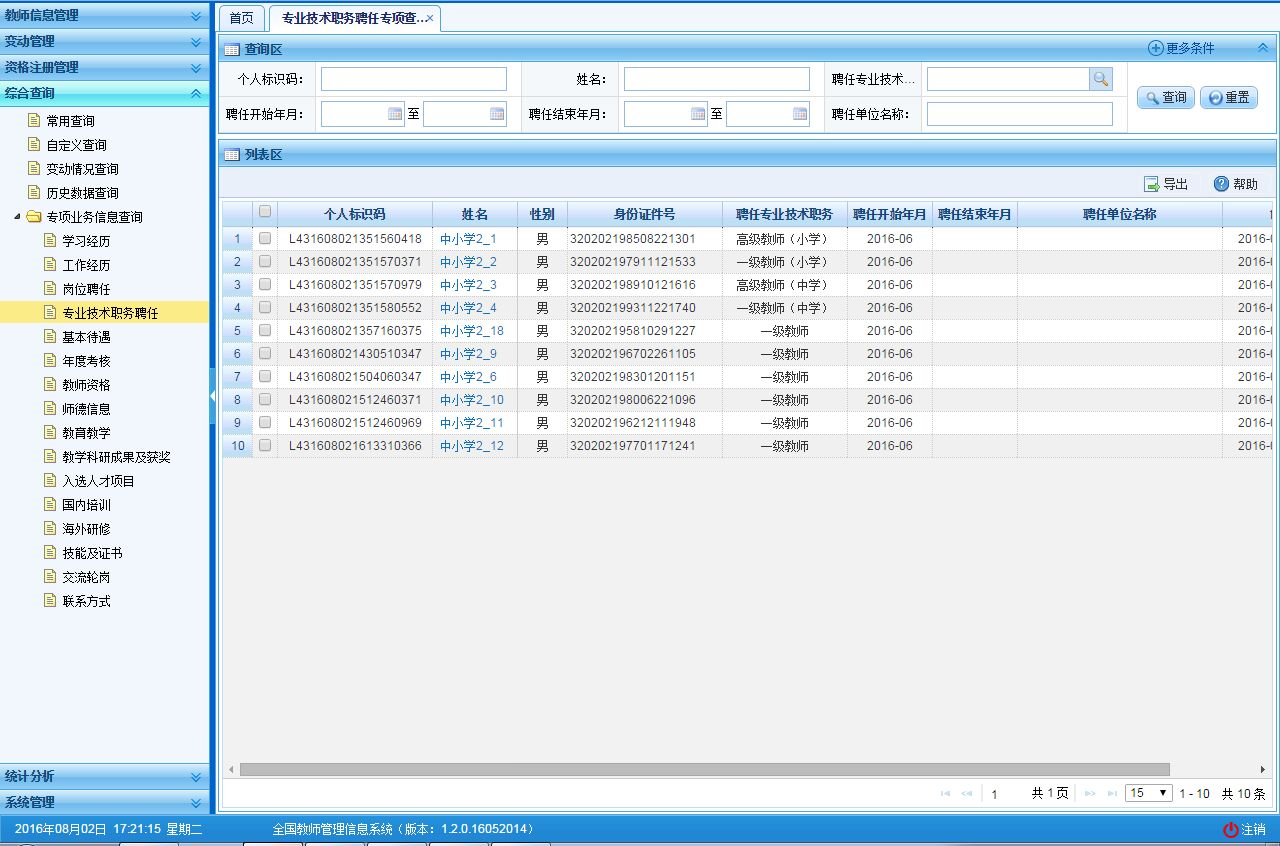 教师信息管理
变动管理
资格注册管理
综合查询
常用查询
自定义查询
变动情况查询
历史数据查询
专项业务信息查询
学习经历
工作经历
岗位聘任
专业技术职务聘任
基本待遇
年度考核
教师资格
师德信息
教育教学
教学科研成果及获奖
入选人才项目
国内培训
海外研修
技能及证书
交流轮岗
联系方式
统计分析
系统管理
首页 专业技术职务聘任专项查...×
查询区 更多条件
个人标识码： 姓名： 聘任专业技术...
聘任开始年月： 至 聘任结束年月： 至 聘任单位名称：
查询 重置
列表区
导出 帮助
个人标识码 姓名 性别 身份证件号 聘任专业技术职务 聘任开始年月 聘任结束年月 聘任单位名称
1 L431608021351560418 中小学2_1 男 320202198508221301 高级教师（小学） 2016-06 2016-
2 L431608021351570371 中小学2_2 男 320202197911121533 一级教师（小学） 2016-06 2016-
3 L431608021351570979 中小学2_3 男 320202198910121616 高级教师（中学） 2016-06 2016-
4 L431608021351580552 中小学2_4 男 320202199311221740 一级教师（中学） 2016-06 2016-
5 L431608021357160375 中小学2_18 男 320202195810291227 一级教师 2016-06 2016-
6 L431608021430510347 中小学2_9 男 320202196702261105 一级教师 2016-06 2016-
7 L431608021504060347 中小学2_6 男 320202198301201151 一级教师 2016-06 2016-
8 L431608021512460371 中小学2_10 男 320202198006221096 一级教师 2016-06 2016-
9 L431608021512460969 中小学2_11 男 320202196212111948 一级教师 2016-06 2016-
10 L431608021613310366 中小学2_12 男 320202197701171241 一级教师 2016-06 2016-
1 共 1 页 15 1 - 10 共 10 条
2016年08月02日 17:21:15 星期二 全国教师管理信息系统（版本：1.2.0.16052014） 注销